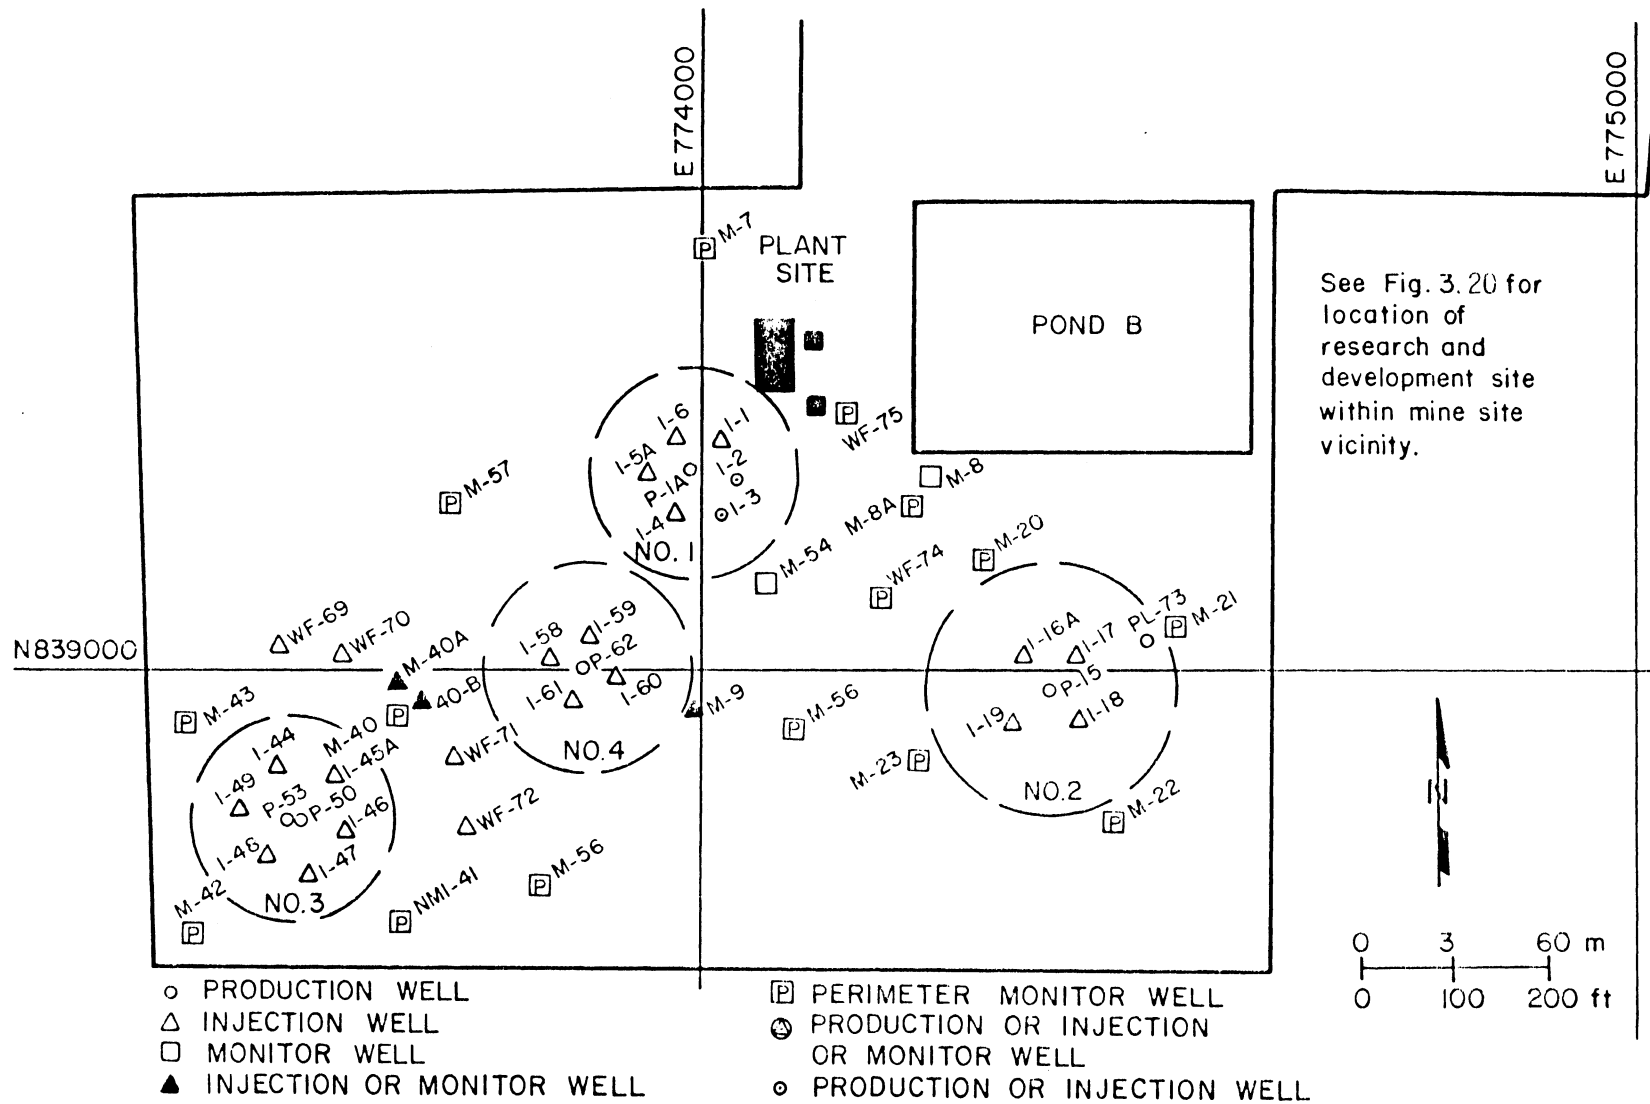 E 774000
E 775000
M-7
PLANT
SITE
POND B
See Fig. 3.20 for
location of
research and
development site
within mine site
vicinity.
I-6
I-1
WF-75
I-5A
I-2
P-1A
I-3
I-4
NO. 1
M-57
M-8
M-8A
M-54
M-20
WF-74
WF-69
WF-70
I-58
I-59
I-16A
I-17
PL-73
M-21
N839000
M-40A
P-62
40-B
I-61
I-60
P-15
M-43
M-9
M-56
I-19
I-18
M-40
I-44
I-45A
WF-71
NO.4
M-23
I-49
P-53
P-50
I-46
WF-72
NO.2
M-22
I-48
I-47
M-56
M-42
NO.3
NMI-41
N
0 3 60 m
0 100 200 ft
PRODUCTION WELL
INJECTION WELL
MONITOR WELL
INJECTION OR MONITOR WELL
P PERIMETER MONITOR WELL
PRODUCTION OR INJECTION
OR MONITOR WELL
PRODUCTION OR INJECTION WELL